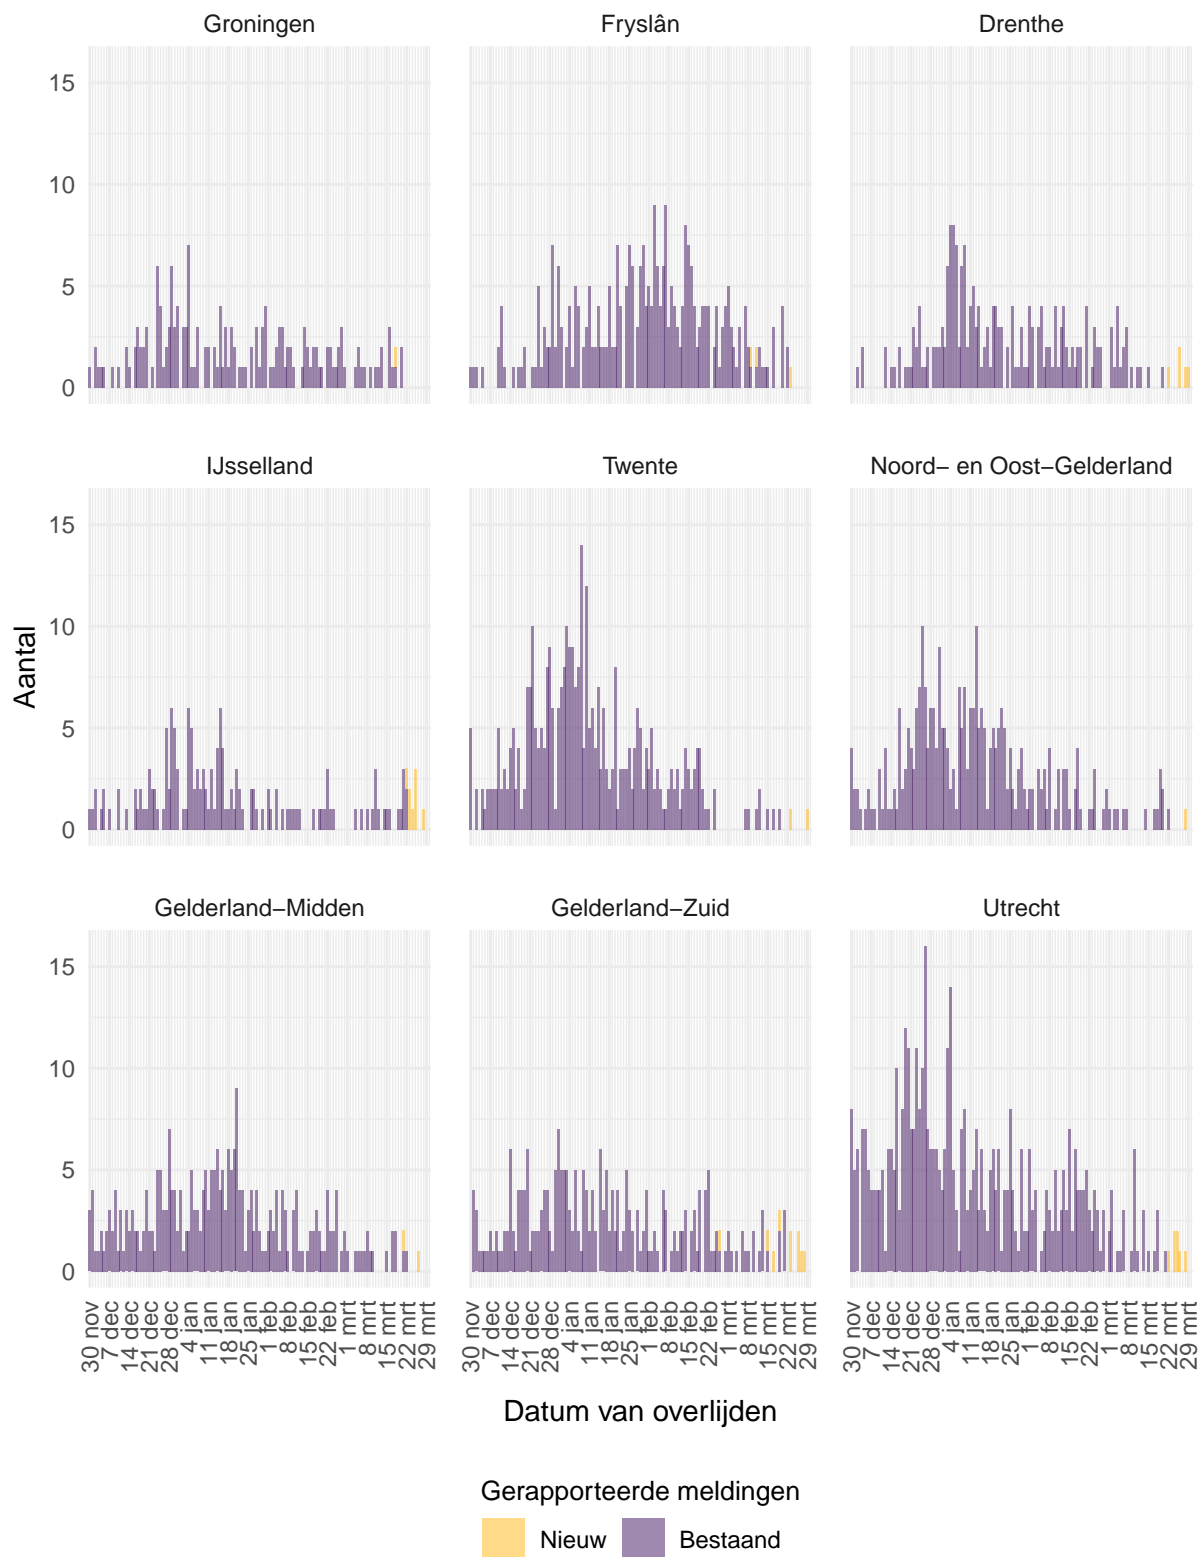 Groningen
Fryslân
Drenthe
15
10
5
0
IJsselland
Twente
Noord− en Oost−Gelderland
15
10
5
0
Aantal
Gelderland−Midden
Gelderland−Zuid
Utrecht
15
10
5
0
30 nov
7 dec
14 dec
21 dec
28 dec
4 jan
11 jan
18 jan
25 jan
1 feb
8 feb
15 feb
22 feb
1 mrt
8 mrt
15 mrt
22 mrt
29 mrt
30 nov
7 dec
14 dec
21 dec
28 dec
4 jan
11 jan
18 jan
25 jan
1 feb
8 feb
15 feb
22 feb
1 mrt
8 mrt
15 mrt
22 mrt
29 mrt
30 nov
7 dec
14 dec
21 dec
28 dec
4 jan
11 jan
18 jan
25 jan
1 feb
8 feb
15 feb
22 feb
1 mrt
8 mrt
15 mrt
22 mrt
29 mrt
Datum van overlijden
Gerapporteerde meldingen
Nieuw
Bestaand